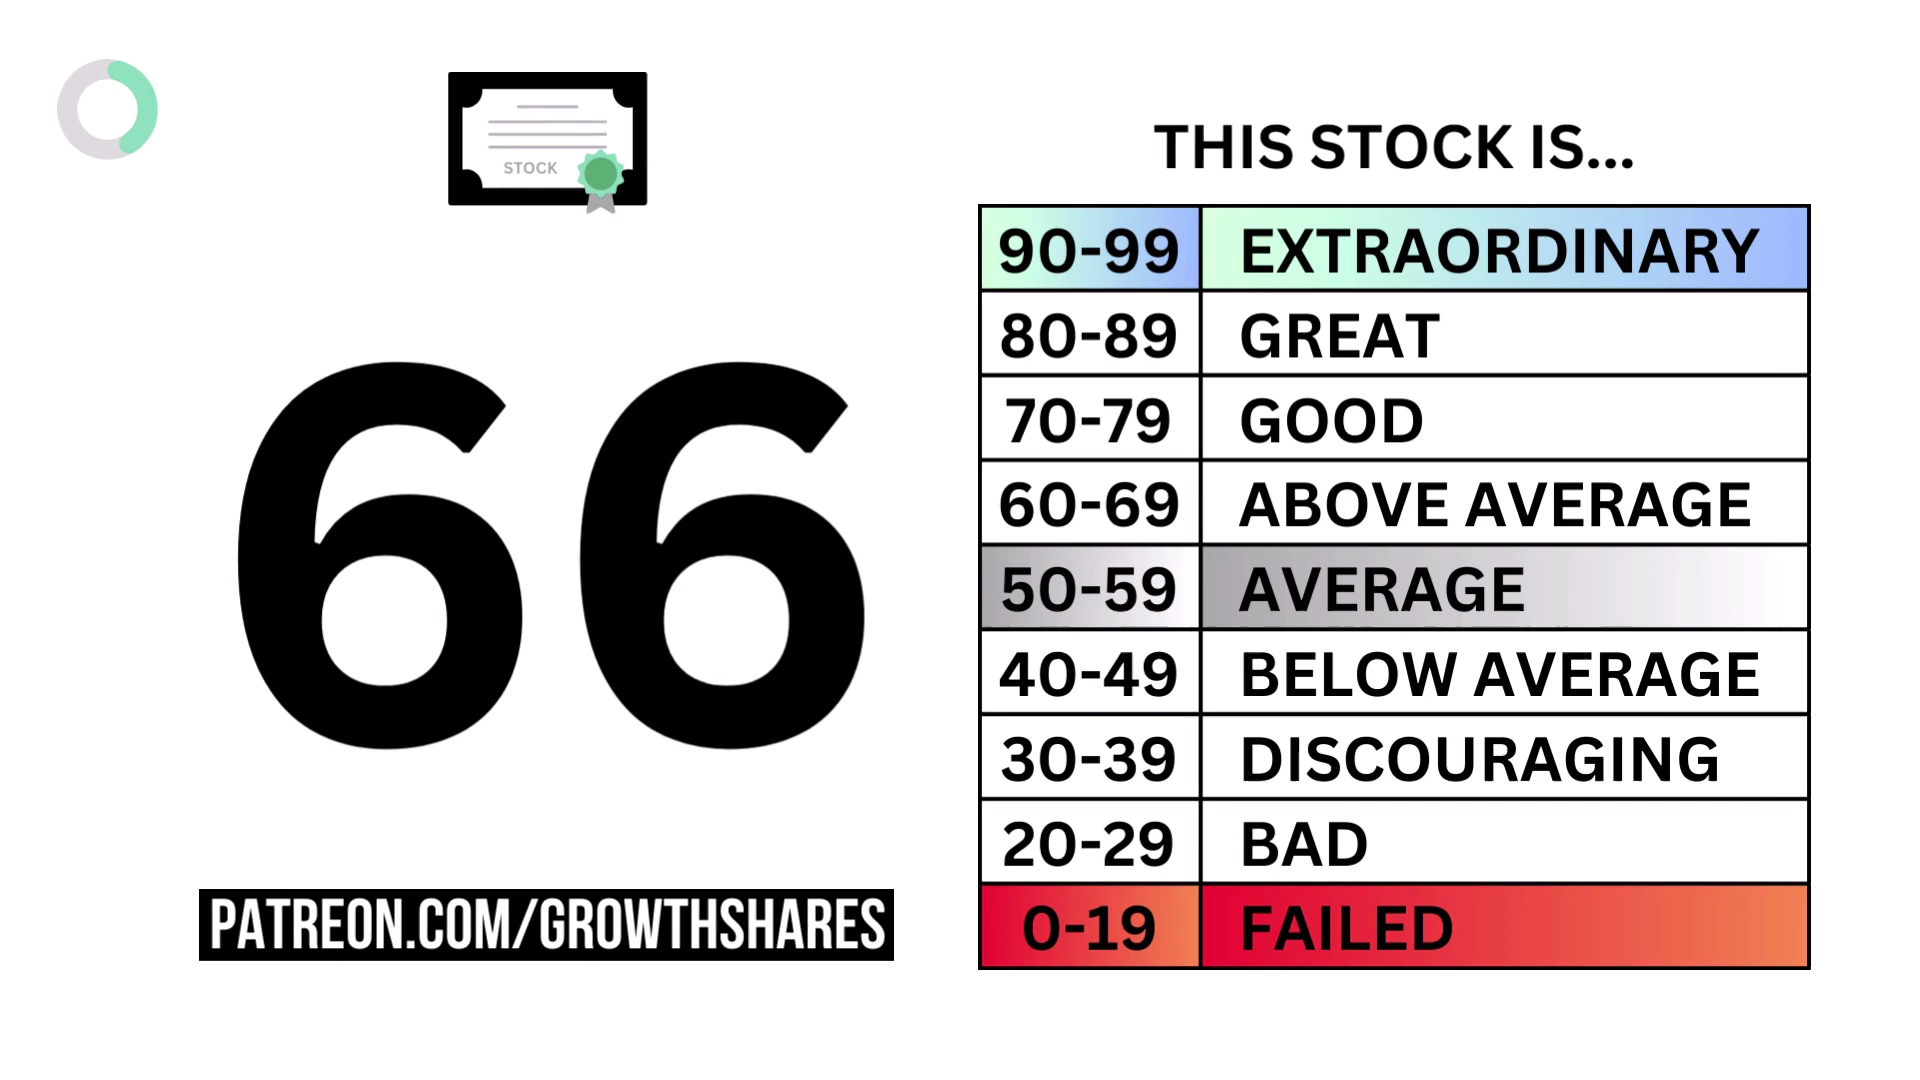 STOCK
66
PATREON.COM/GROWTHSHARES
THIS STOCK IS...
90-99 EXTRAORDINARY
80-89 GREAT
70-79 GOOD
60-69 ABOVE AVERAGE
50-59 AVERAGE
40-49 BELOW AVERAGE
30-39 DISCOURAGING
20-29 BAD
0-19 FAILED